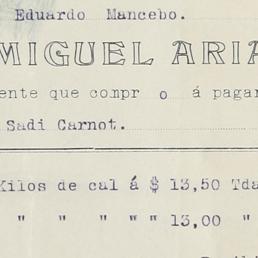 Eduardo Mancebo.
MIGUEL ARIA
ente que compr o á pagar
Sadi Carnot.
Kilos de cal á $ 13,50 Tda
" " " " " 13,00 "